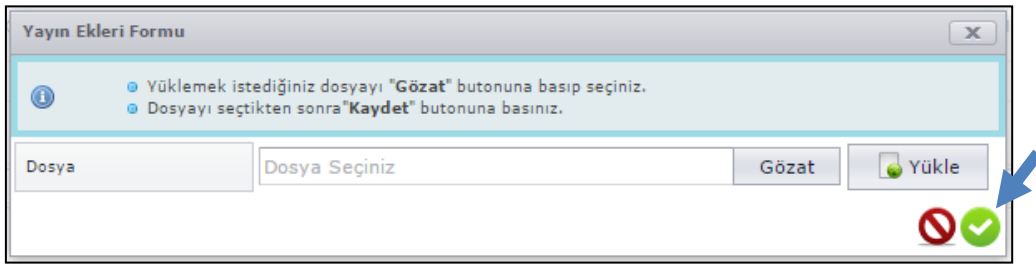 Yayın Ekleri Formu
Yüklemek istediğiniz dosyayı "Gözat" butonuna basıp seçiniz.
Dosyayı seçtikten sonra"Kaydet" butonuna basınız.
Dosya Dosya Seçiniz Gözat Yükle